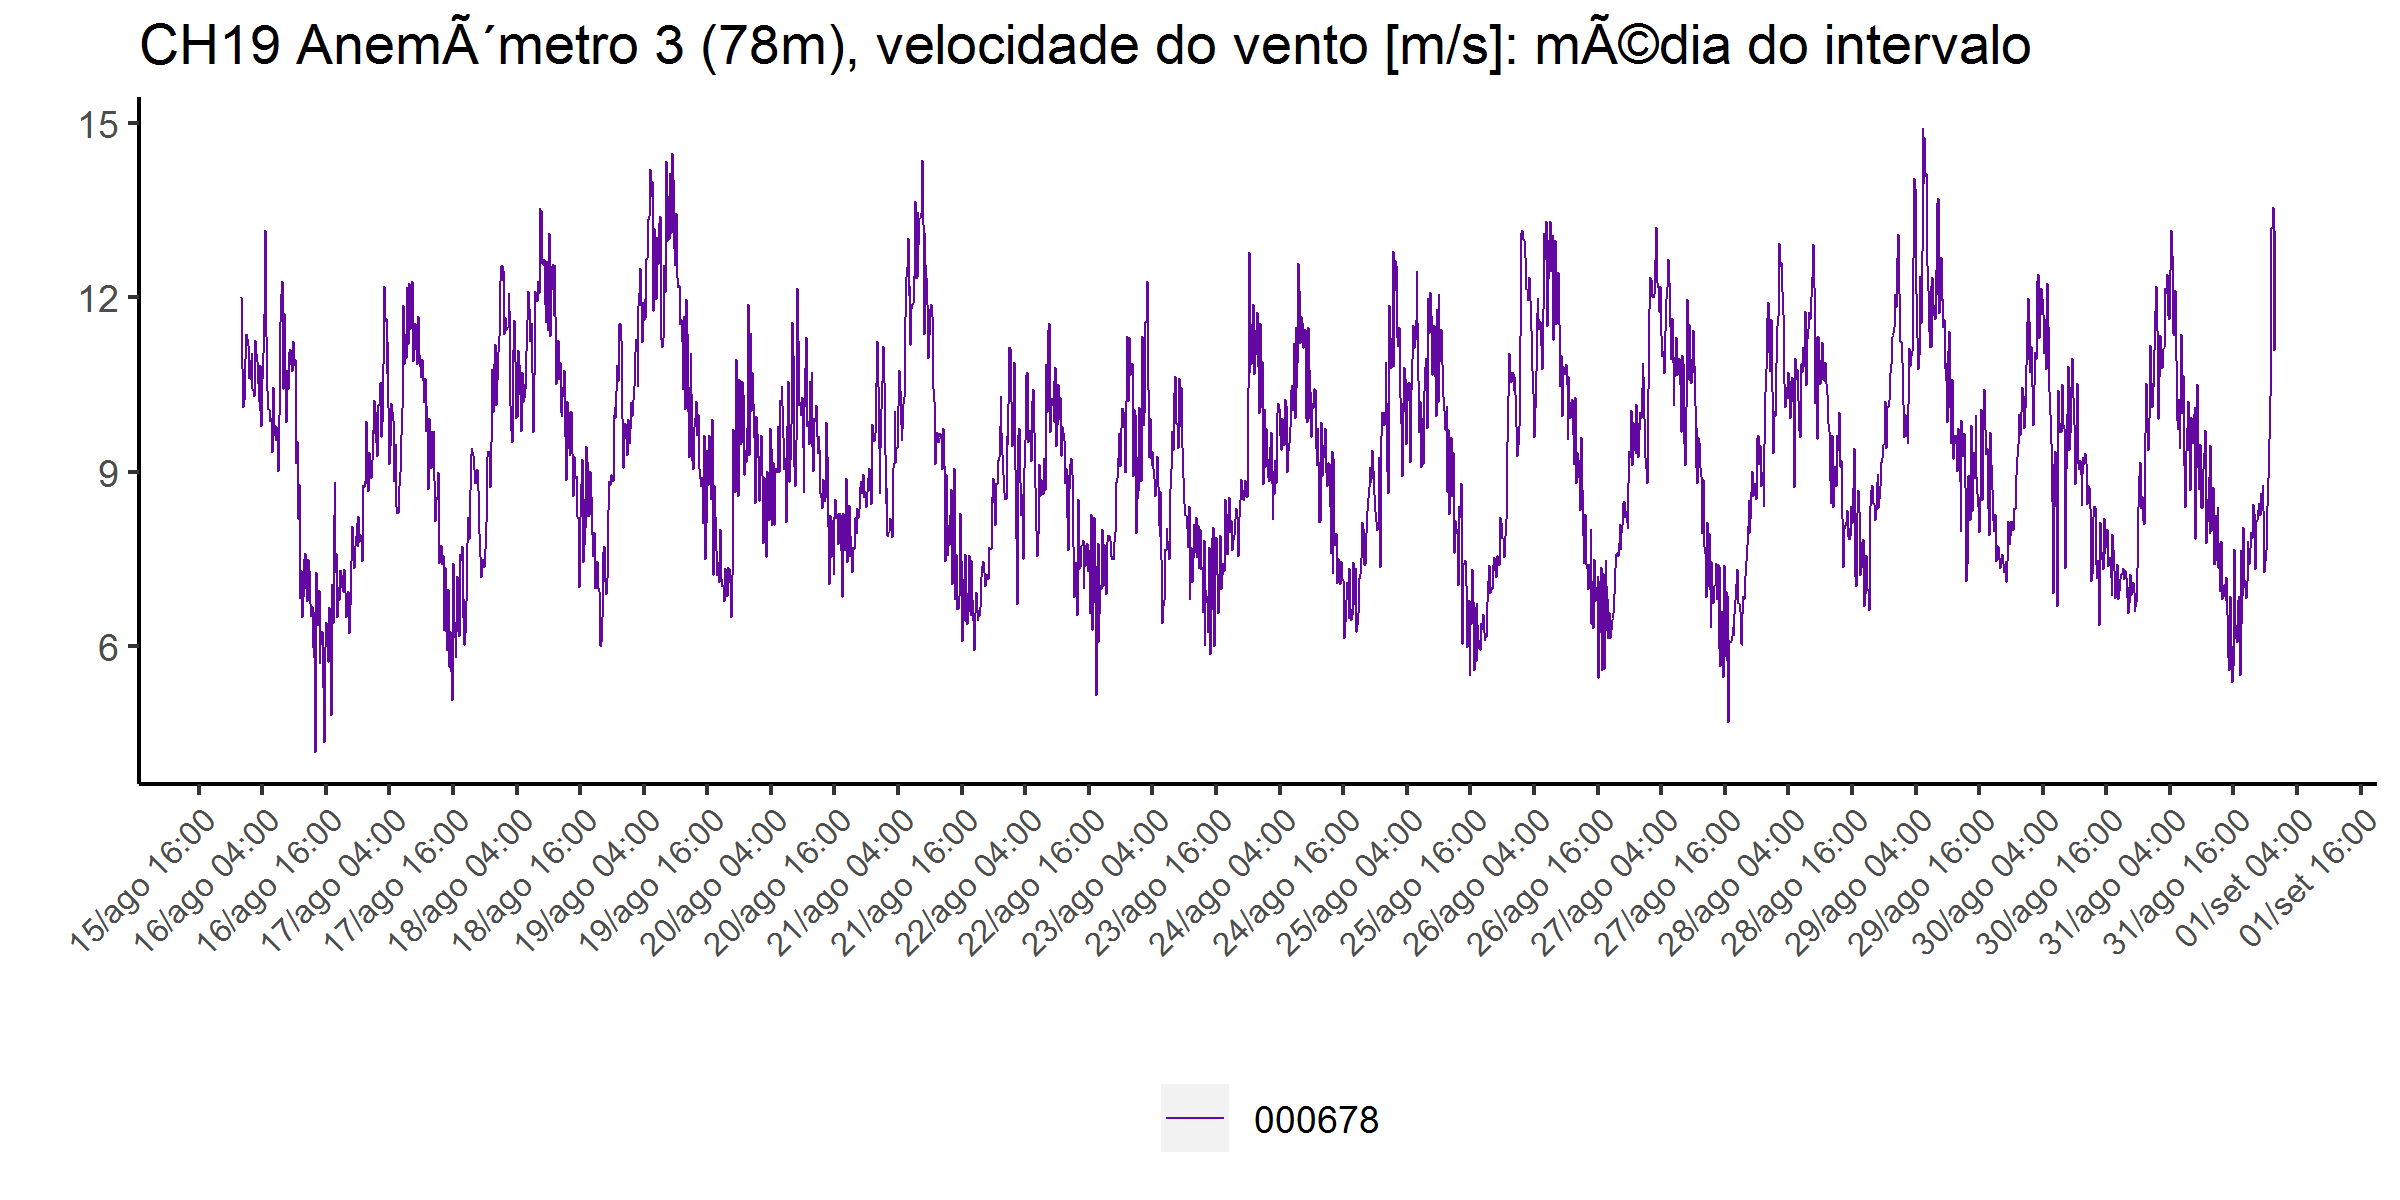 CH19 AnemÃ´metro 3 (78m), velocidade do vento [m/s]: mÃ©dia do intervalo
15
12
9
6
15/ago 16:00
16/ago 04:00
16/ago 16:00
17/ago 04:00
17/ago 16:00
18/ago 04:00
18/ago 16:00
19/ago 04:00
19/ago 16:00
20/ago 04:00
20/ago 16:00
21/ago 04:00
21/ago 16:00
22/ago 04:00
22/ago 16:00
23/ago 04:00
23/ago 16:00
24/ago 04:00
24/ago 16:00
25/ago 04:00
25/ago 16:00
26/ago 04:00
26/ago 16:00
27/ago 04:00
27/ago 16:00
28/ago 04:00
28/ago 16:00
29/ago 04:00
29/ago 16:00
30/ago 04:00
30/ago 16:00
31/ago 04:00
31/ago 16:00
01/set 04:00
01/set 16:00
000678